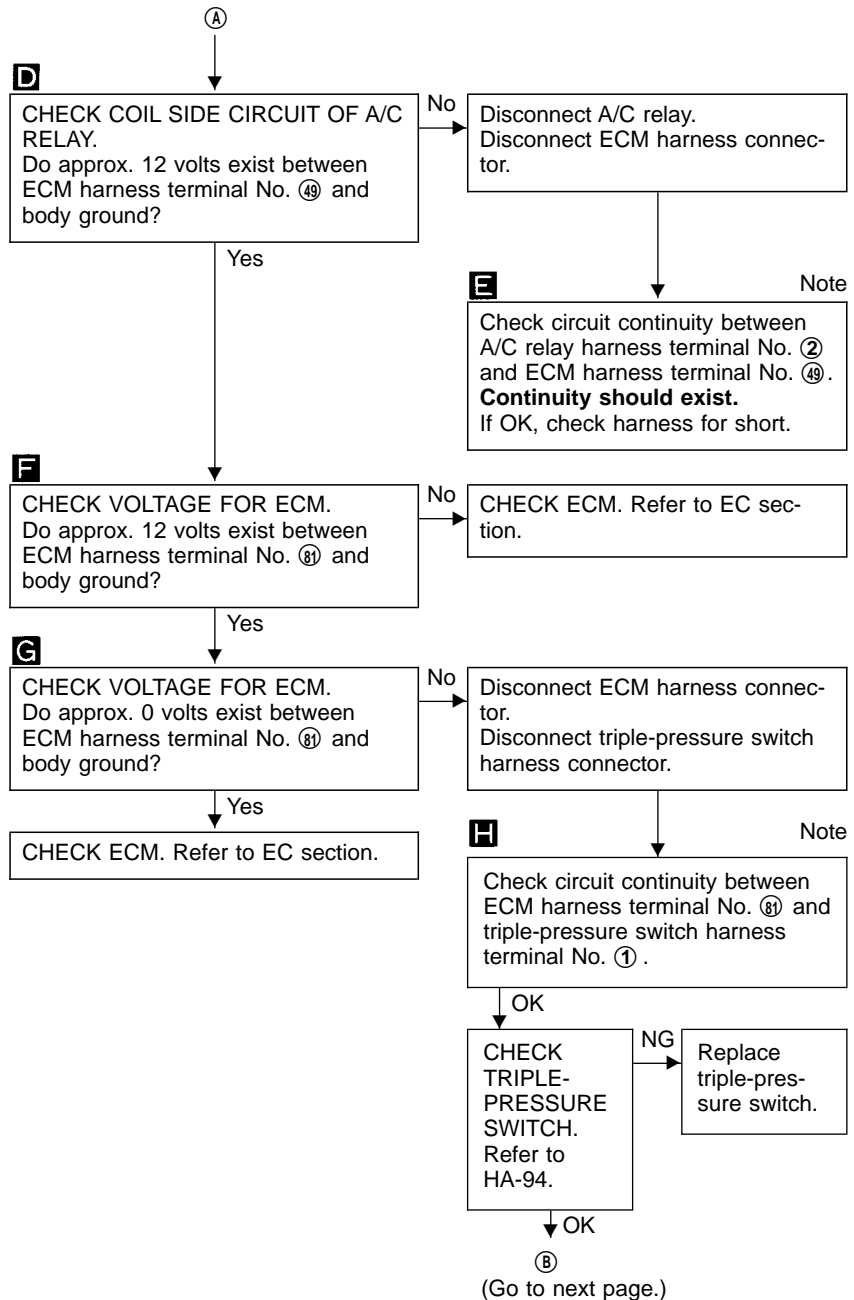 Ⓐ
D
CHECK COIL SIDE CIRCUIT OF A/C
RELAY.
Do approx. 12 volts exist between
ECM harness terminal No. ㊾ and
body ground?
No
Disconnect A/C relay.
Disconnect ECM harness connec-
tor.
Yes
E
Note
Check circuit continuity between
A/C relay harness terminal No. ②
and ECM harness terminal No. ㊾.
Continuity should exist.
If OK, check harness for short.
F
CHECK VOLTAGE FOR ECM.
Do approx. 12 volts exist between
ECM harness terminal No. (81) and
body ground?
No
CHECK ECM. Refer to EC sec-
tion.
Yes
G
CHECK VOLTAGE FOR ECM.
Do approx. 0 volts exist between
ECM harness terminal No. (81) and
body ground?
No
Disconnect ECM harness connec-
tor.
Disconnect triple-pressure switch
harness connector.
Yes
CHECK ECM. Refer to EC section.
H
Note
Check circuit continuity between
ECM harness terminal No. (81) and
triple-pressure switch harness
terminal No. ① .
OK
CHECK
TRIPLE-
PRESSURE
SWITCH.
Refer to
HA-94.
NG
Replace
triple-pres-
sure switch.
OK
Ⓑ
(Go to next page.)